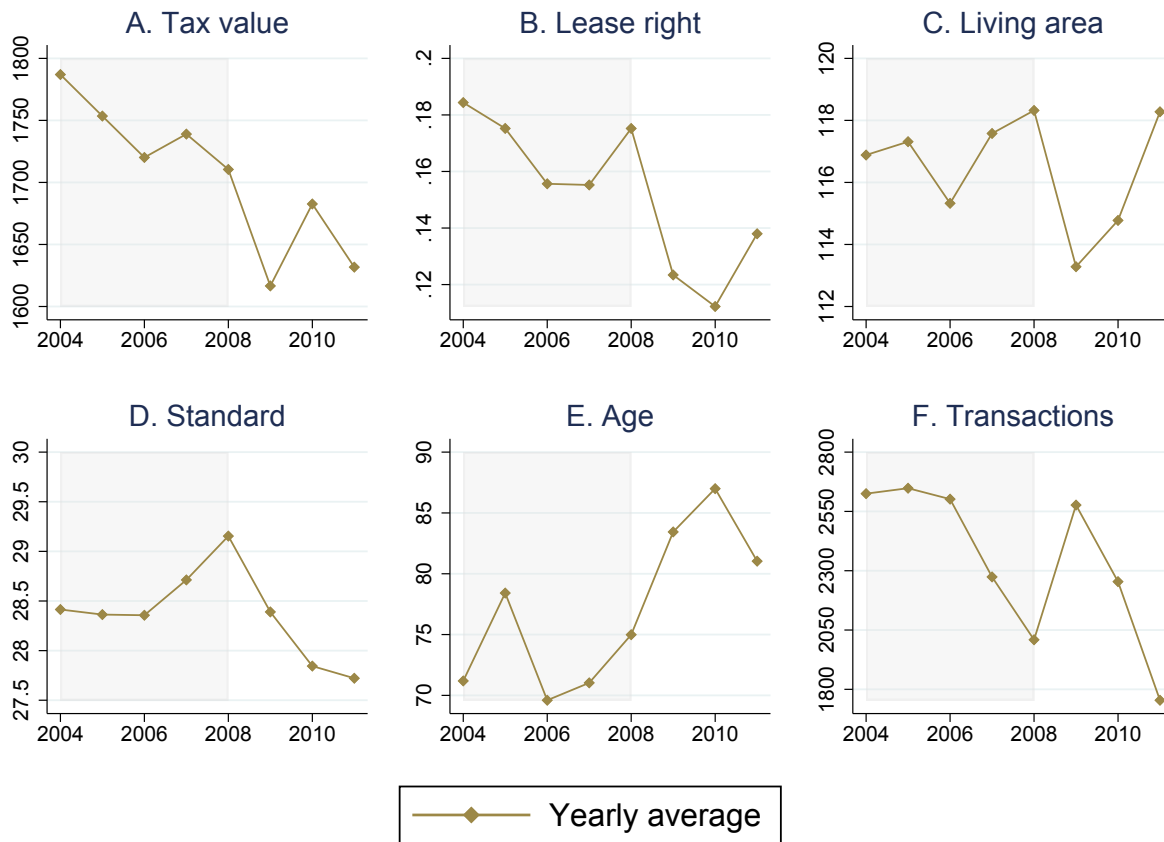 A. Tax value
B. Lease right
C. Living area
1800
1750
1700
1650
1600
2004 2006 2008 2010
.2
.18
.16
.14
.12
2004 2006 2008 2010
120
118
116
114
112
2004 2006 2008 2010
D. Standard
E. Age
F. Transactions
30
29.5
29
28.5
28
27.5
2004 2006 2008 2010
90
85
80
75
70
2004 2006 2008 2010
2800
2550
2300
2050
1800
2004 2006 2008 2010
Yearly average